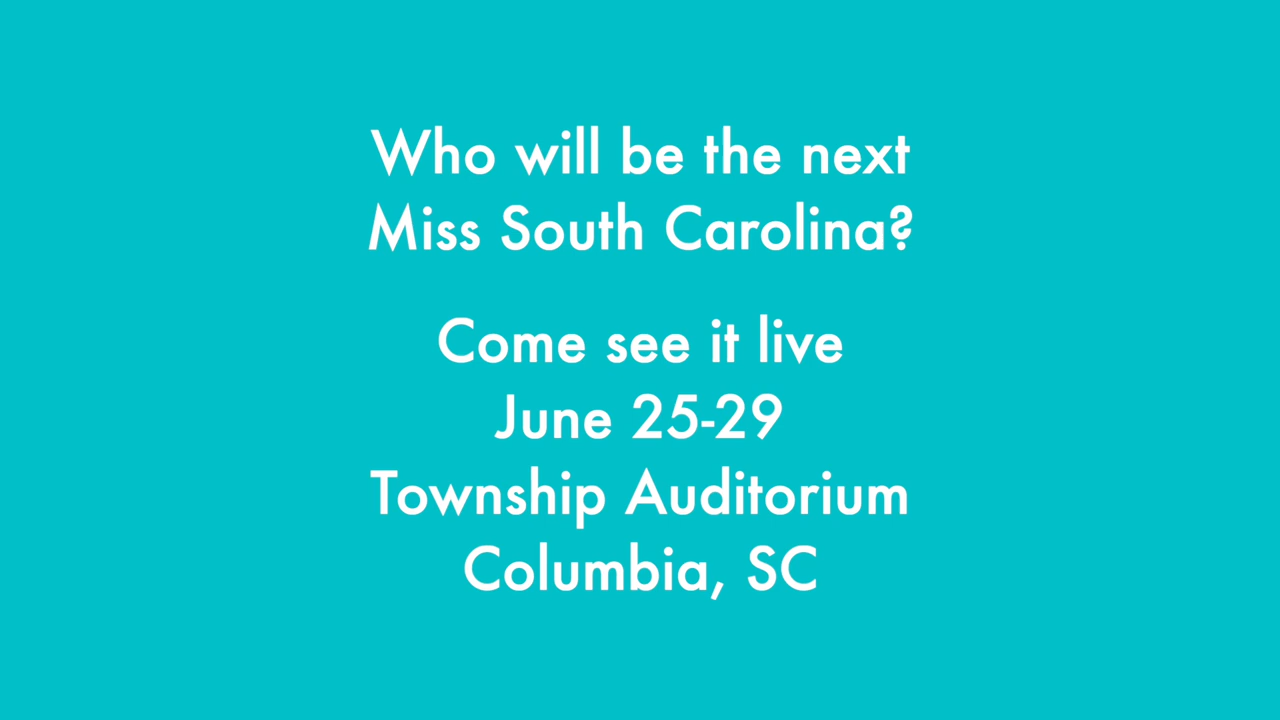 Who will be the next
Miss South Carolina?
Come see it live
June 25-29
Township Auditorium
Columbia, SC